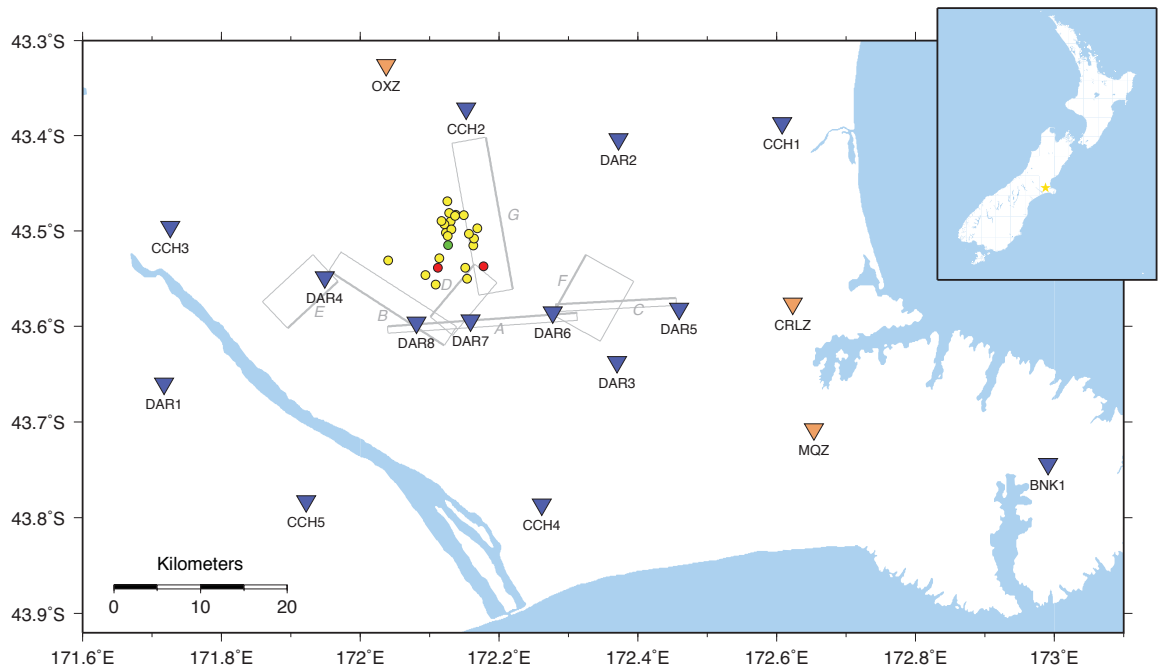 43.3°S
OXZ
CCH2
43.4°S
CCH1
DAR2
G
43.5°S
CCH3
D
F
DAR4
E
B
C
43.6°S
A
DAR8
DAR7
DAR6
DAR5
CRLZ
DAR3
DAR1
43.7°S
MQZ
BNK1
43.8°S
CCH5
CCH4
Kilometers
0
10
20
43.9°S
171.6°E
171.8°E
172°E
172.2°E
172.4°E
172.6°E
172.8°E
173°E